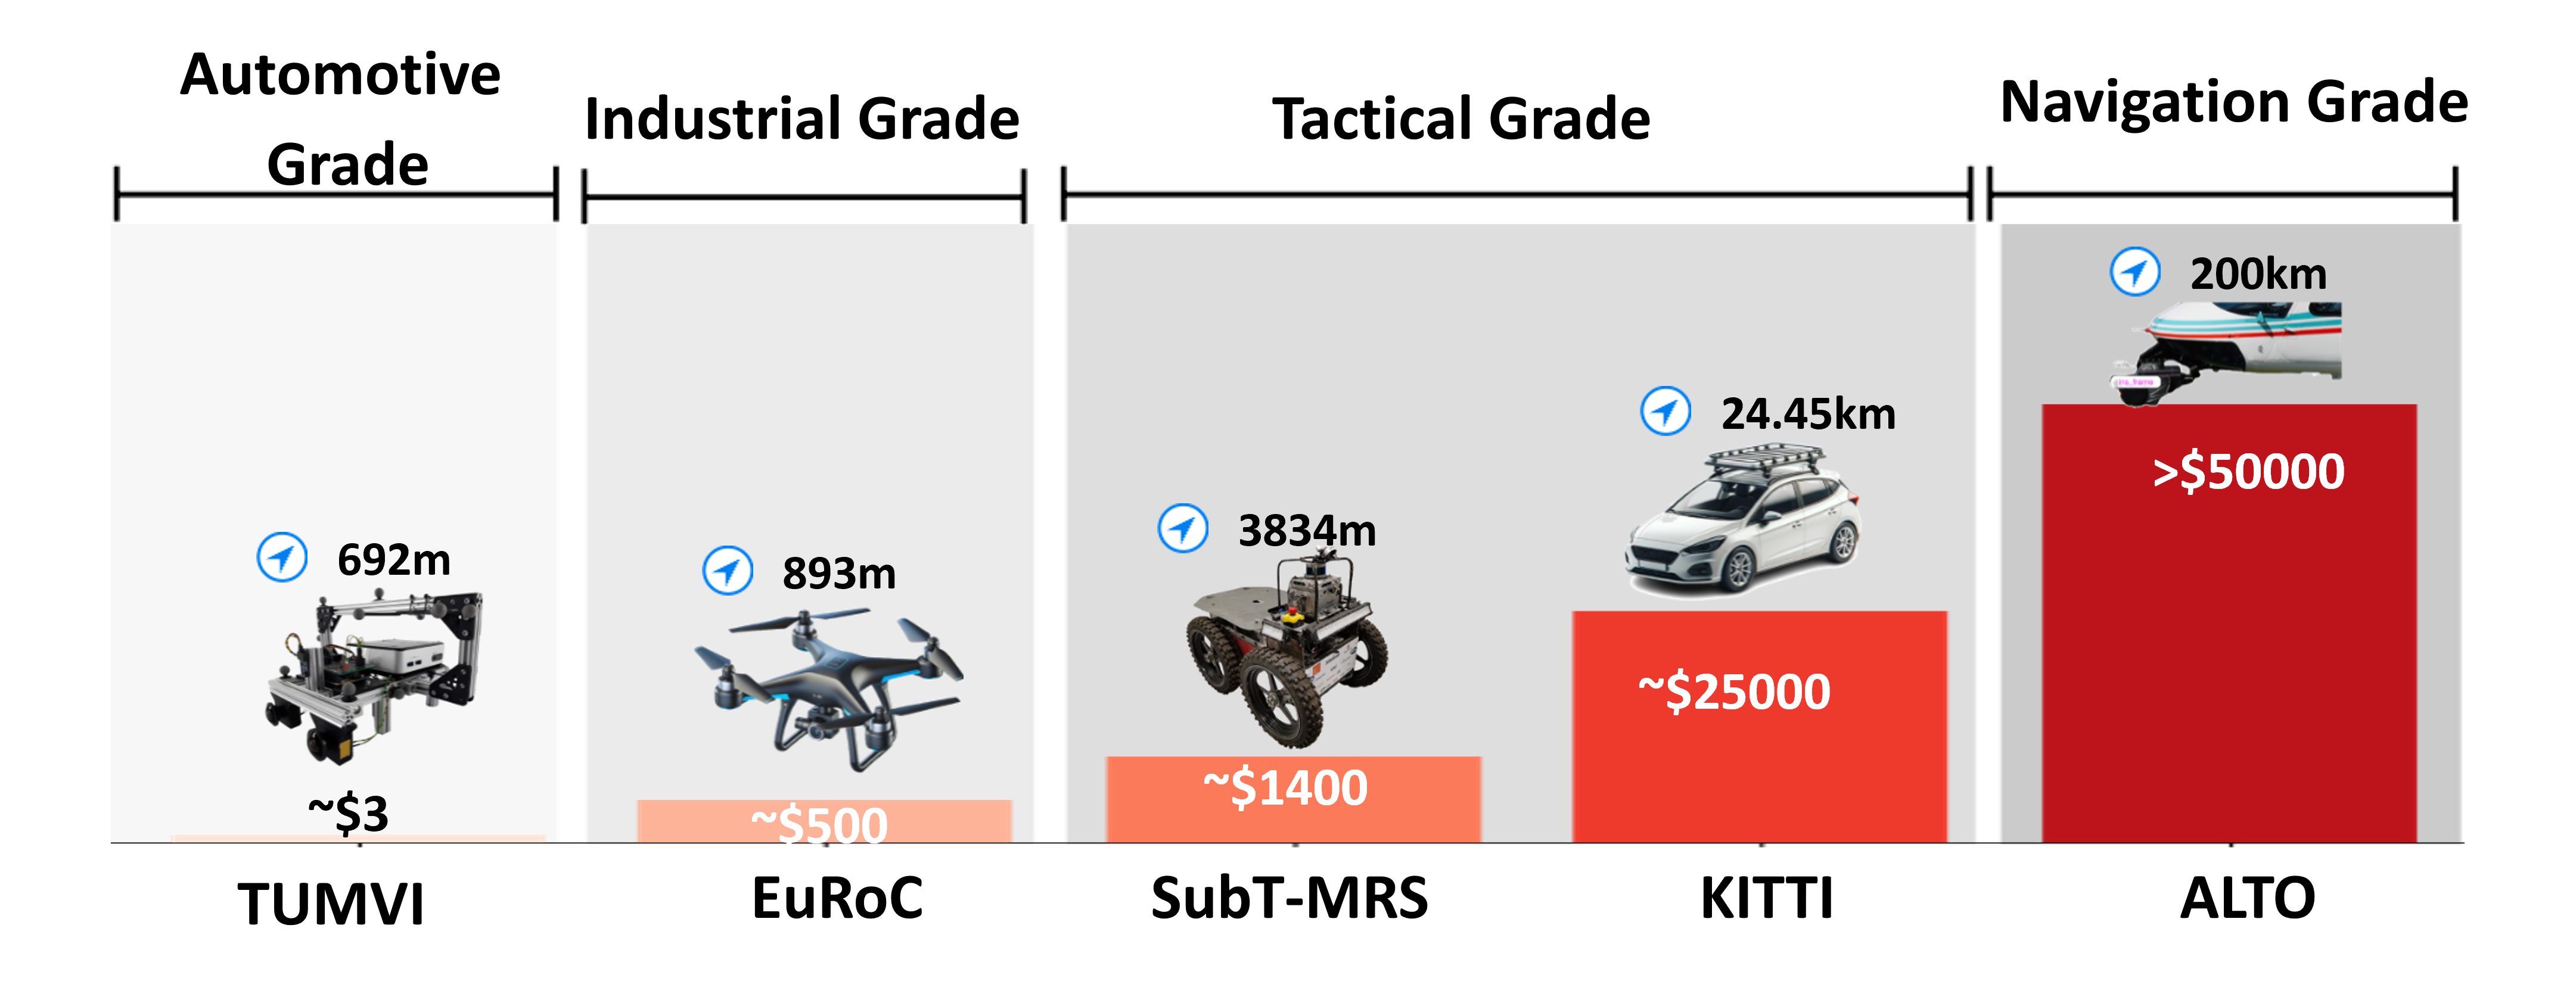 Automotive
Grade
Industrial Grade
Tactical Grade
Navigation Grade
692m
893m
3834m
24.45km
200km
~$3
~$500
~$1400
~$25000
>$50000
TUMVI
EuRoC
SubT-MRS
KITTI
ALTO